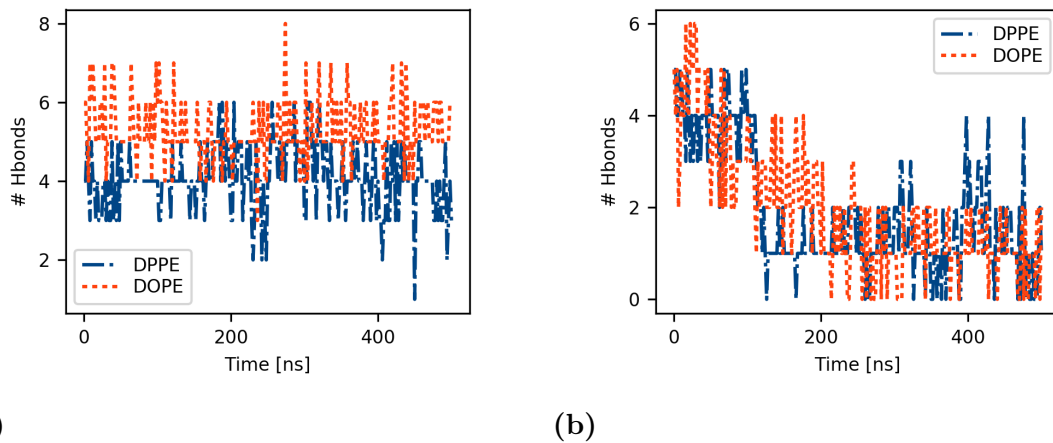 8
6
4
2
# Hbonds
DPPE
DOPE
0 200 400
Time [ns]
6
4
2
0
# Hbonds
DPPE
DOPE
0 200 400
Time [ns]
)
(b)